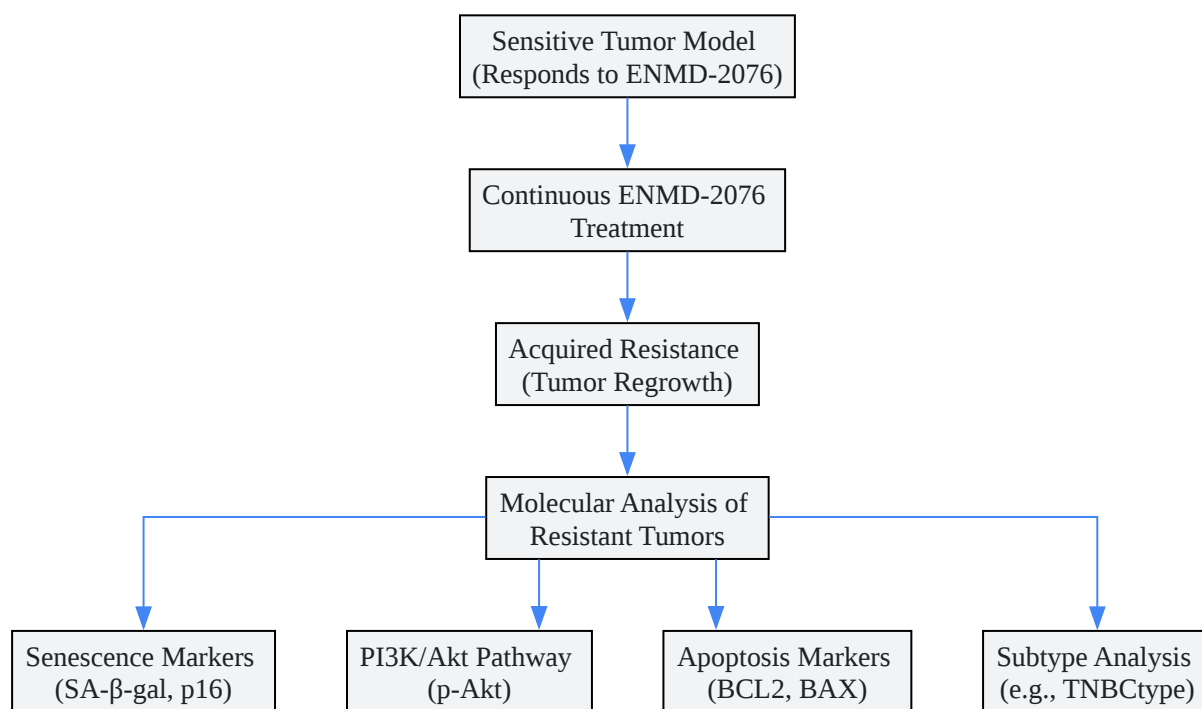 Sensitive Tumor Model
(Responds to ENMD-2076)
Continuous ENMD-2076
Treatment
Acquired Resistance
(Tumor Regrowth)
Molecular Analysis of
Resistant Tumors
Senescence Markers
(SA-β-gal, p16)
PI3K/Akt Pathway
(p-Akt)
Apoptosis Markers
(BCL2, BAX)
Subtype Analysis
(e.g., TNBCtype)